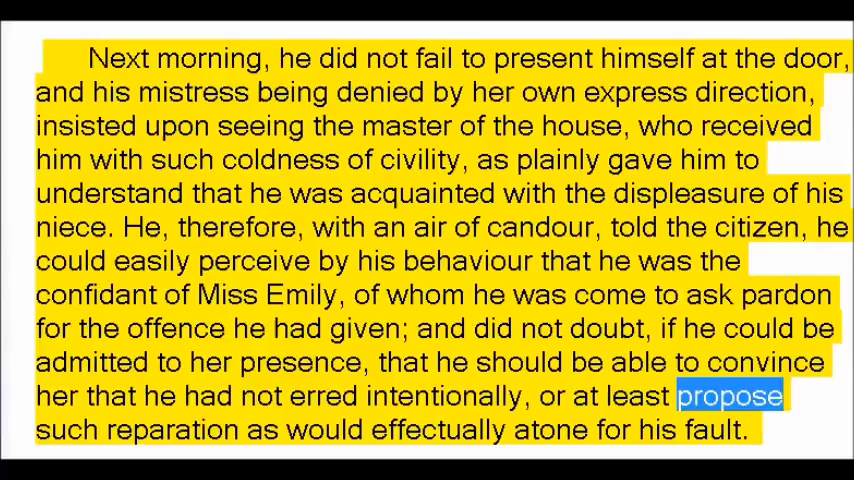 Next morning, he did not fail to present himself at the door,
and his mistress being denied by her own express direction,
insisted upon seeing the master of the house, who received
him with such coldness of civility, as plainly gave him to
understand that he was acquainted with the displeasure of his
niece. He, therefore, with an air of candour, told the citizen, he
could easily perceive by his behaviour that he was the
confidant of Miss Emily, of whom he was come to ask pardon
for the offence he had given; and did not doubt, if he could be
admitted to her presence, that he should be able to convince
her that he had not erred intentionally, or at least propose
such reparation as would effectually atone for his fault.